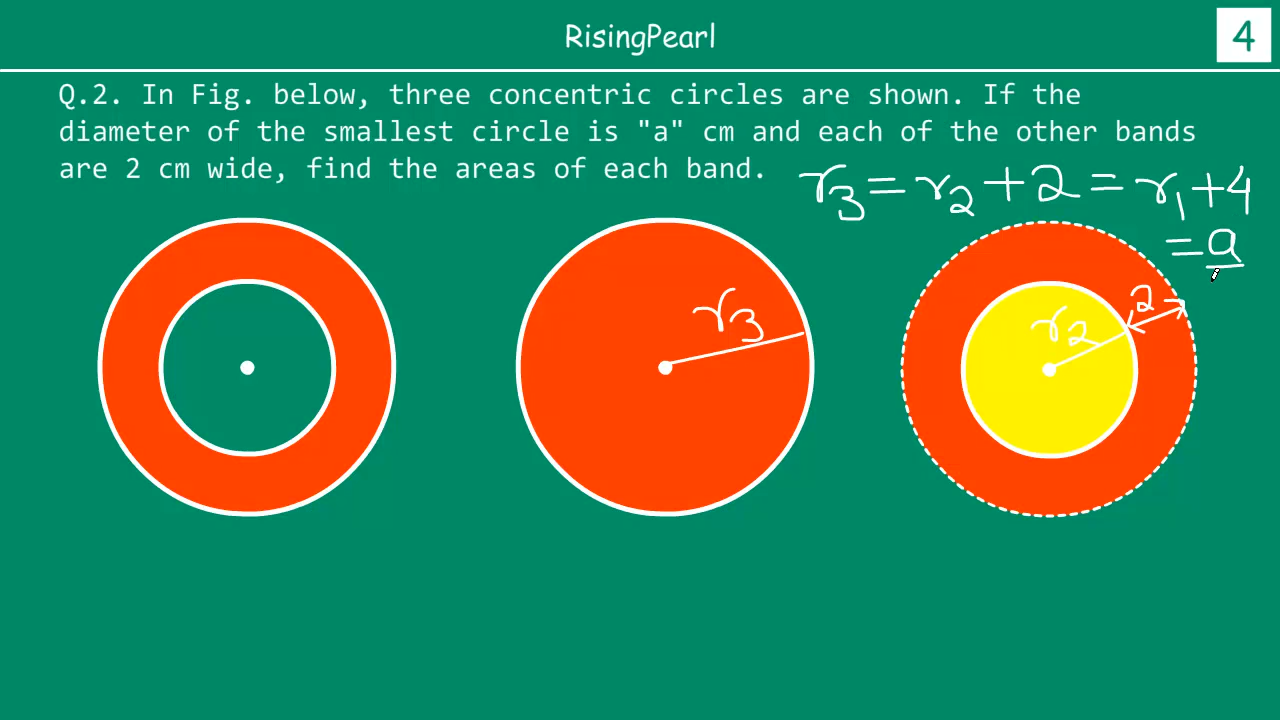 RisingPearl
4
Q.2. In Fig. below, three concentric circles are shown. If the
diameter of the smallest circle is "a" cm and each of the other bands
are 2 cm wide, find the areas of each band.
r₃ = r₂ + 2 = r₁ + 4
= a
r₃
r₂
2